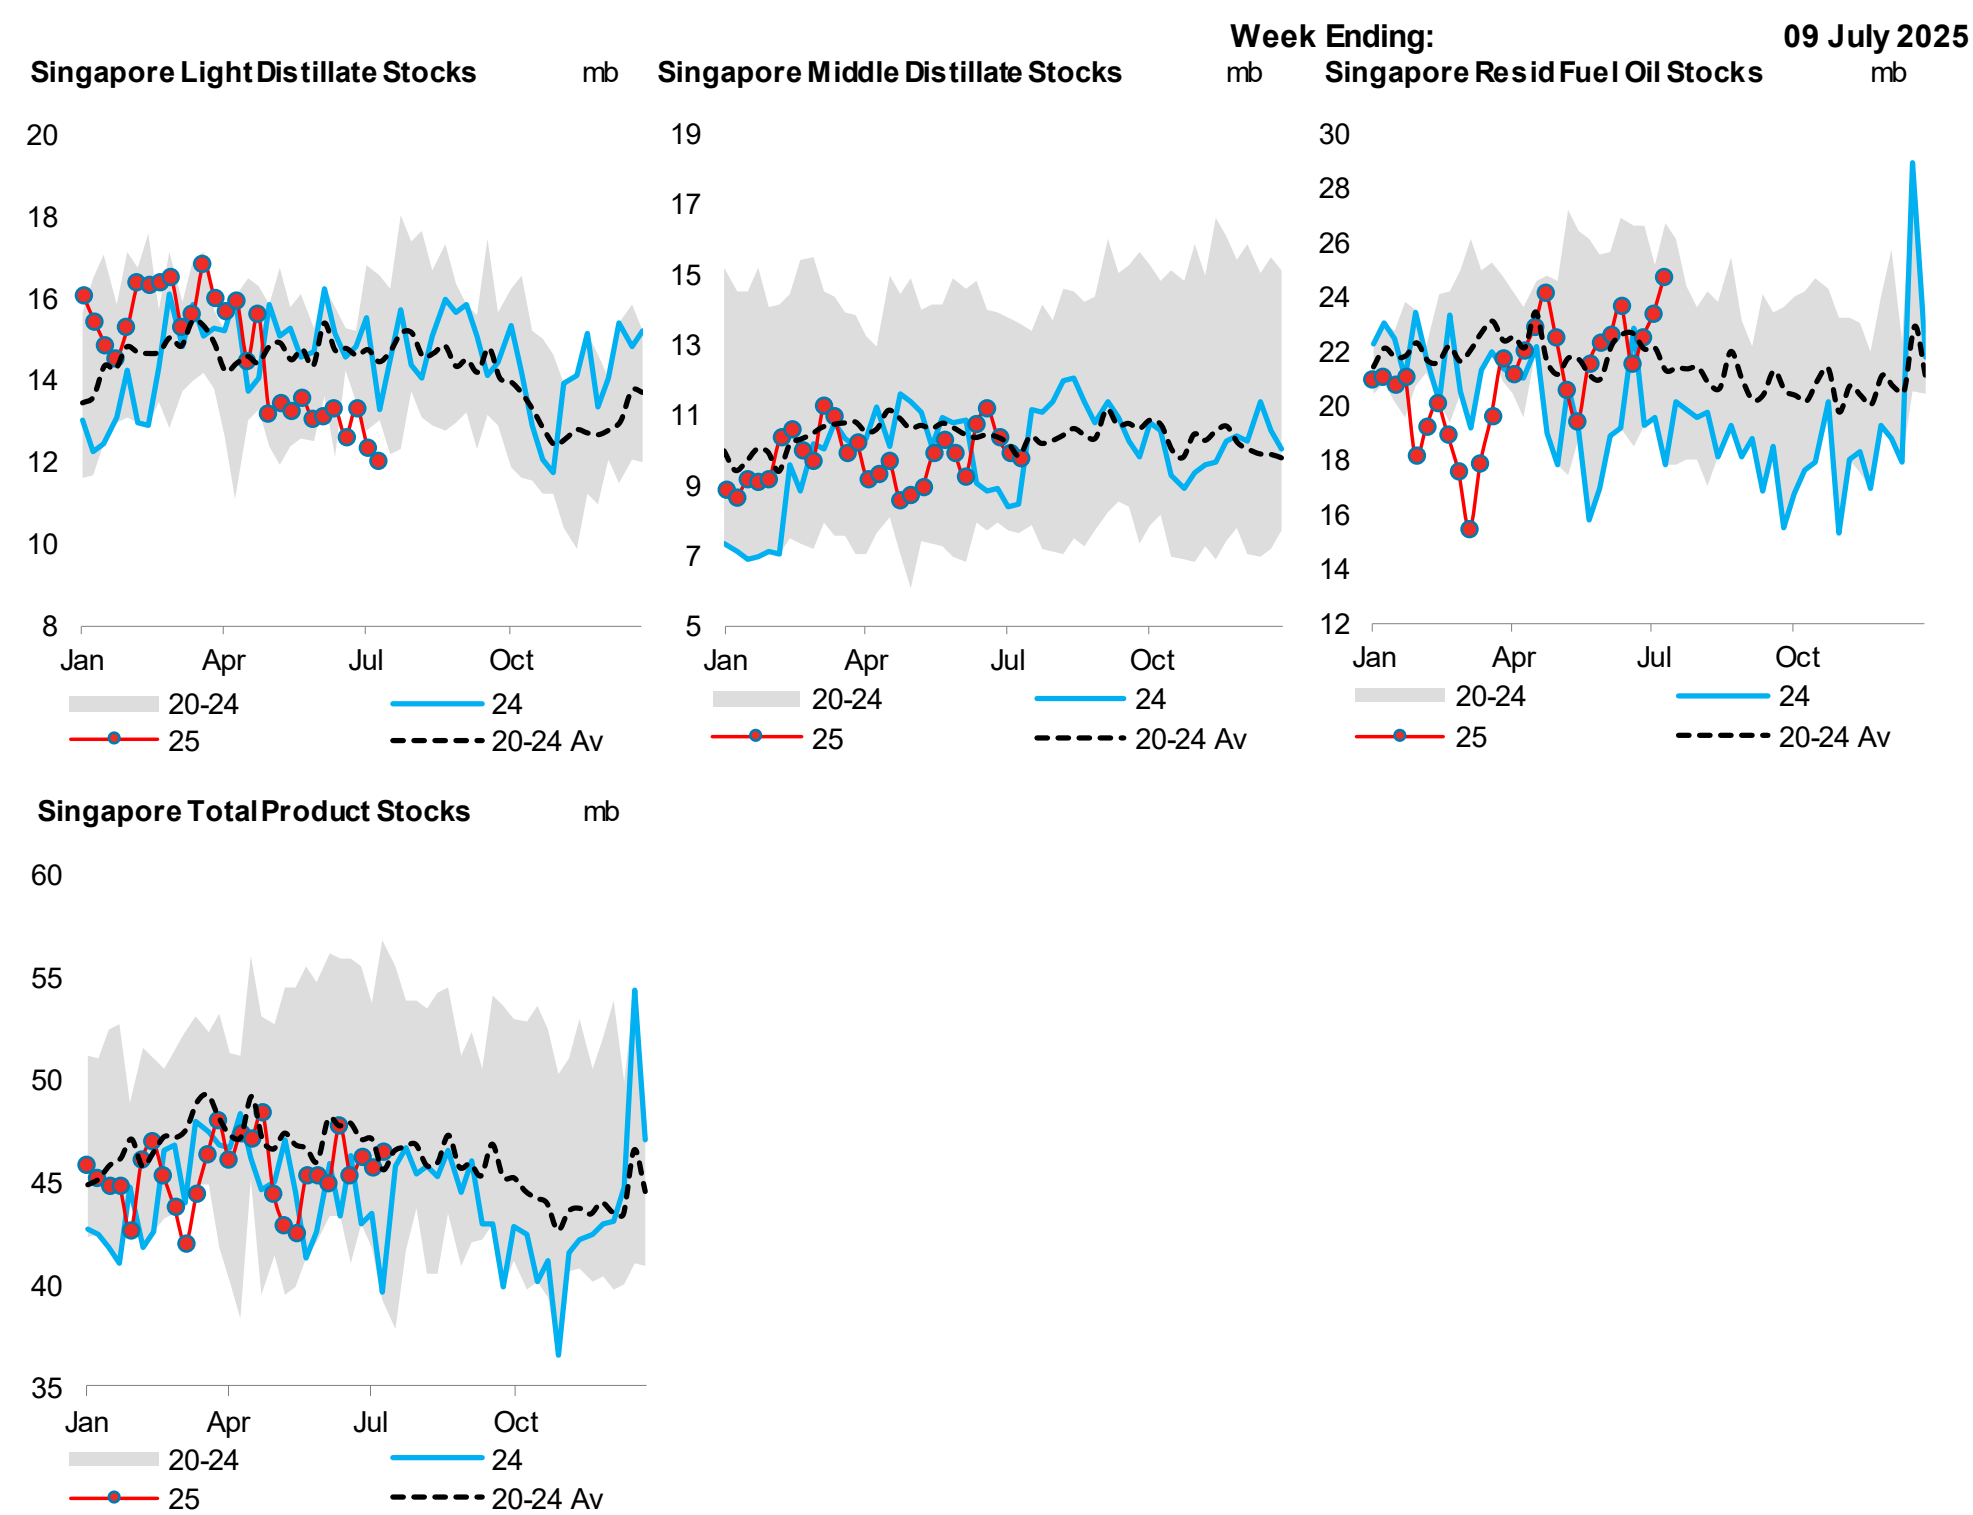 Week Ending: 09 July 2025
Singapore Light Distillate Stocks mb
20
18
16
14
12
10
8
Jan Apr Jul Oct
20-24 24
25 20-24 Av
Singapore Middle Distillate Stocks mb
19
17
15
13
11
9
7
5
Jan Apr Jul Oct
20-24 24
25 20-24 Av
Singapore Resid Fuel Oil Stocks mb
30
28
26
24
22
20
18
16
14
12
Jan Apr Jul Oct
20-24 24
25 20-24 Av
Singapore Total Product Stocks mb
60
55
50
45
40
35
Jan Apr Jul Oct
20-24 24
25 20-24 Av